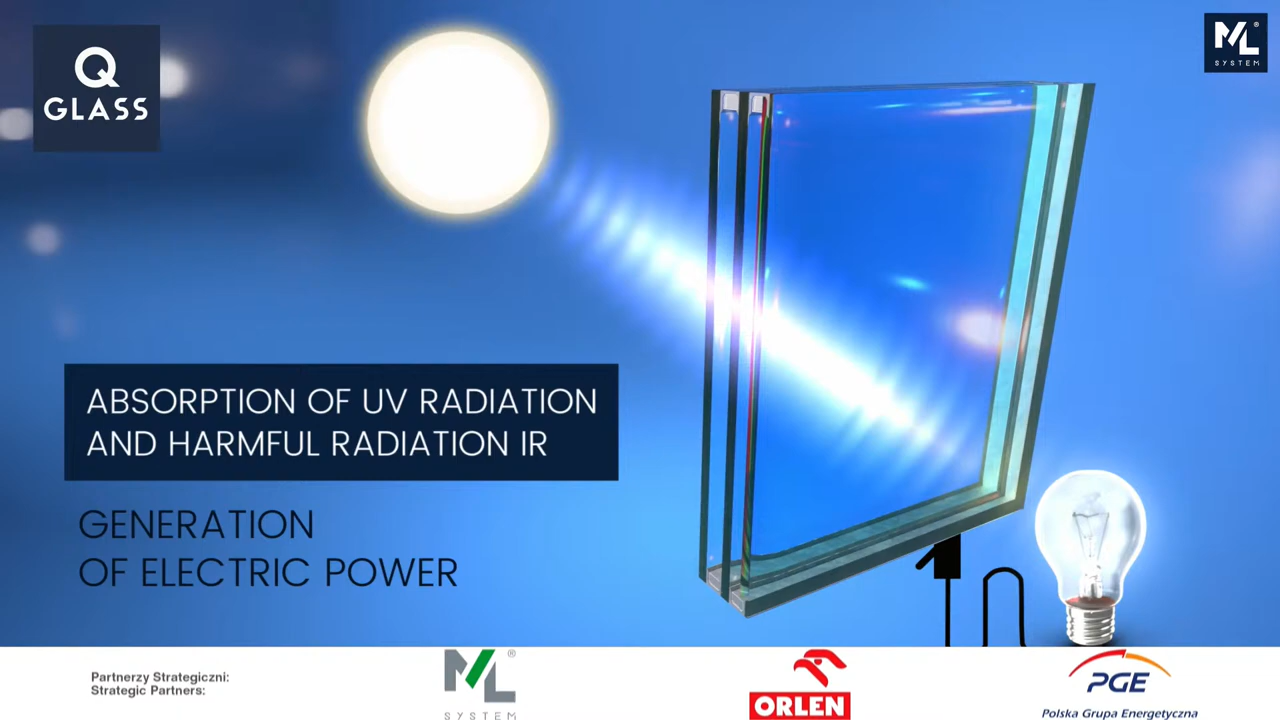 Q
GLASS
ML
SYSTEM
ABSORPTION OF UV RADIATION
AND HARMFUL RADIATION IR
GENERATION
OF ELECTRIC POWER
Partnerzy Strategiczni:
Strategic Partners:
ML®
SYSTEM
ORLEN
PGE
Polska Grupa Energetyczna